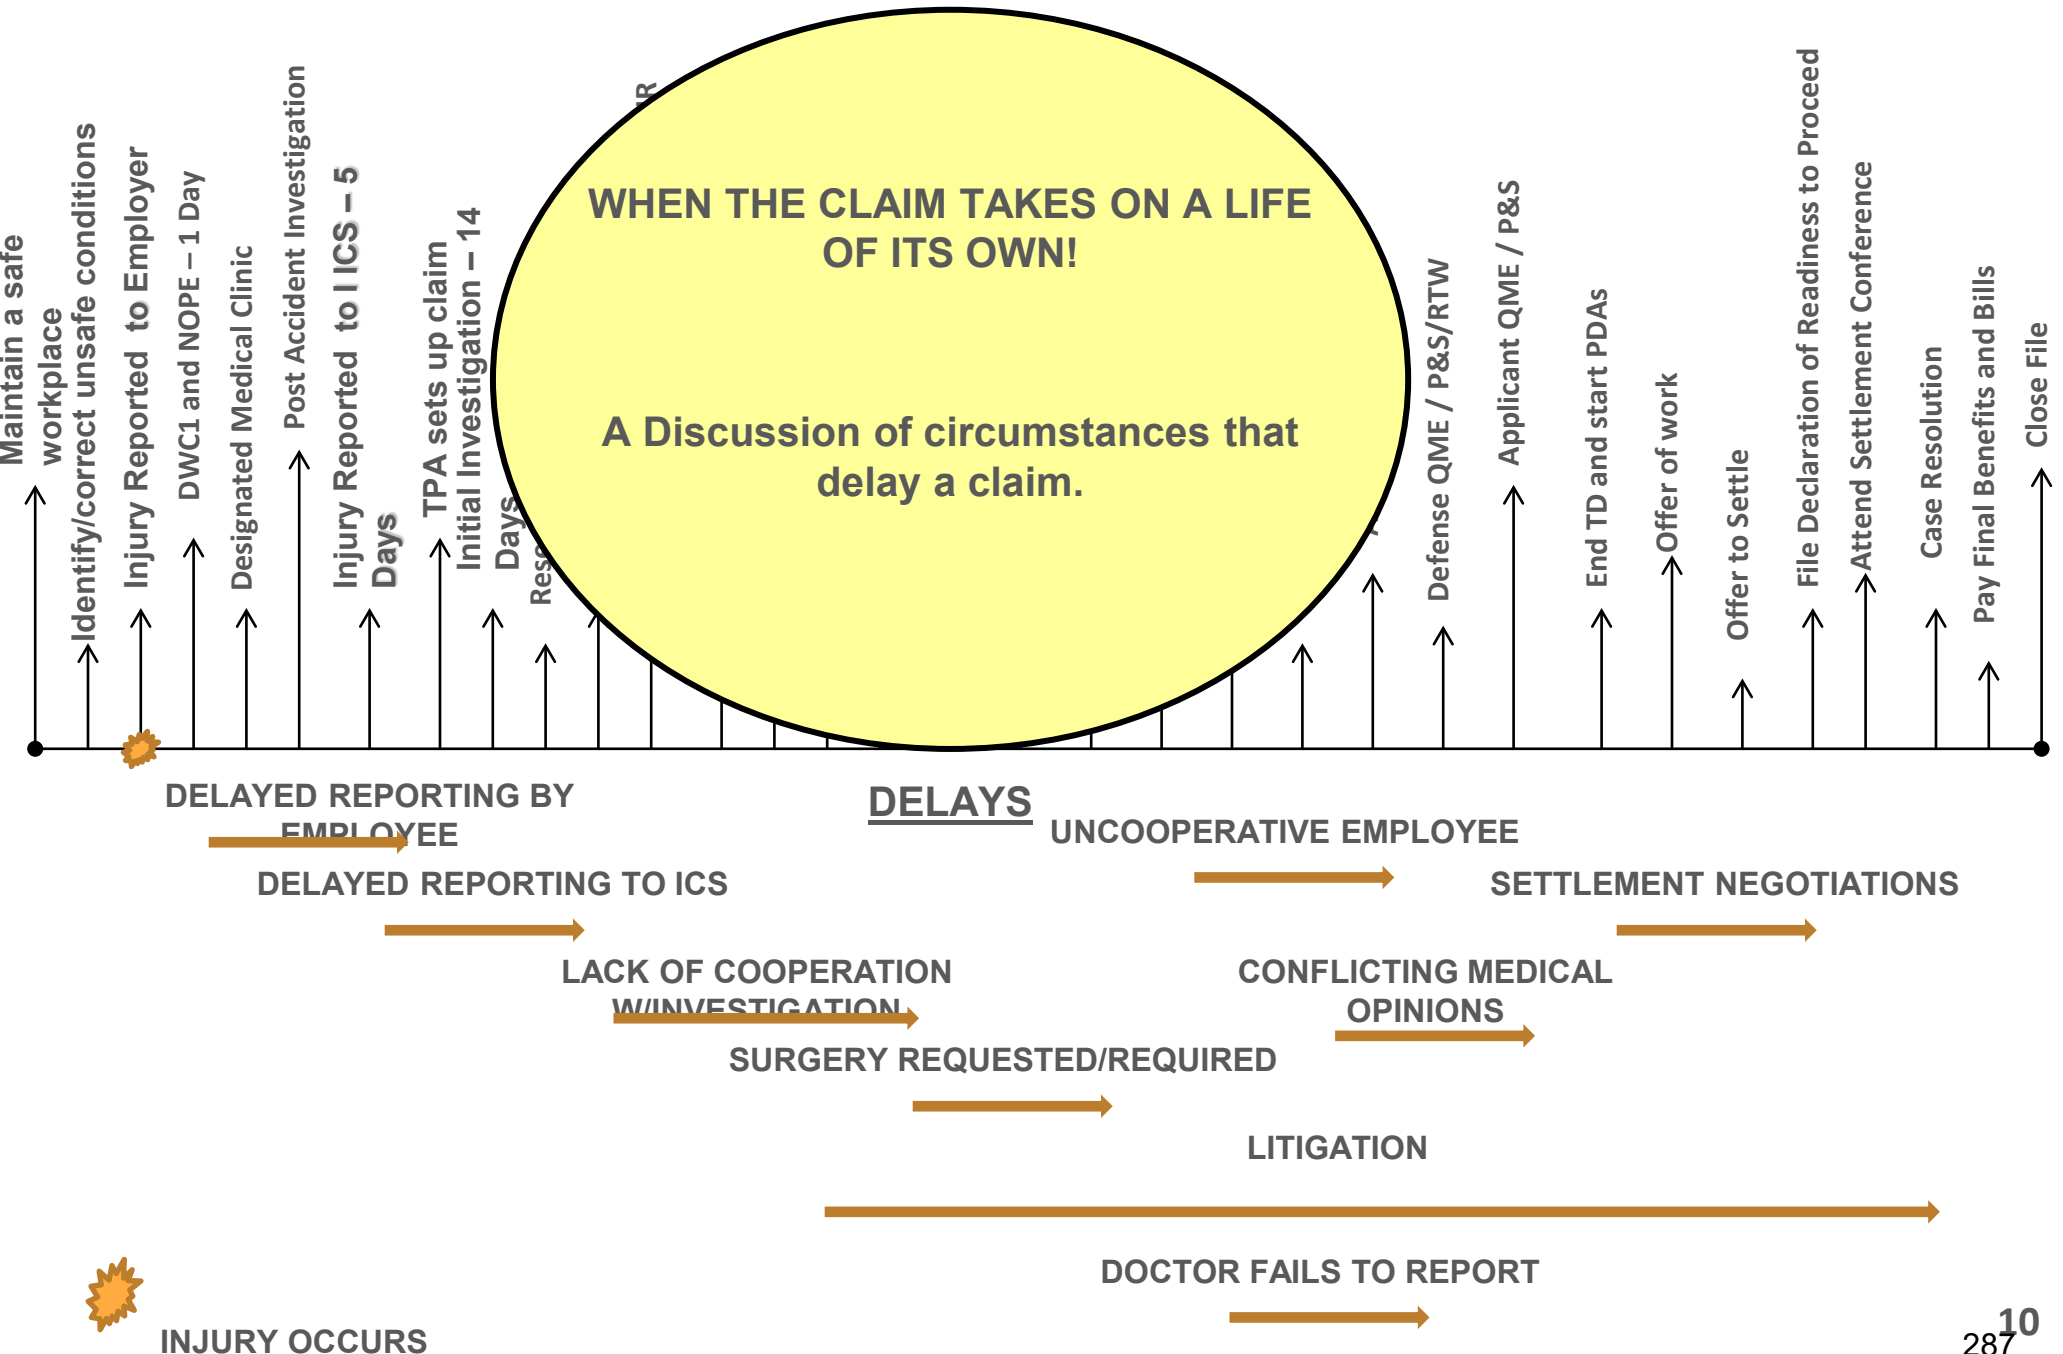 Maintain a safe
workplace
Identify/correct unsafe conditions
Injury Reported to Employer
DWC1 and NOPE – 1 Day
Designated Medical Clinic
Post Accident Investigation
Injury Reported to ICS – 5
Days
TPA sets up claim
Initial Investigation – 14
Days
WHEN THE CLAIM TAKES ON A LIFE
OF ITS OWN!
A Discussion of circumstances that
delay a claim.
Defense QME / P&S/RTW
Applicant QME / P&S
End TD and start PDAs
Offer of work
Offer to Settle
File Declaration of Readiness to Proceed
Attend Settlement Conference
Case Resolution
Pay Final Benefits and Bills
Close File
DELAYED REPORTING BY
EMPLOYEE
DELAYS
UNCOOPERATIVE EMPLOYEE
DELAYED REPORTING TO ICS
SETTLEMENT NEGOTIATIONS
LACK OF COOPERATION
W/INVESTIGATION
CONFLICTING MEDICAL
OPINIONS
SURGERY REQUESTED/REQUIRED
LITIGATION
DOCTOR FAILS TO REPORT
INJURY OCCURS
10
287